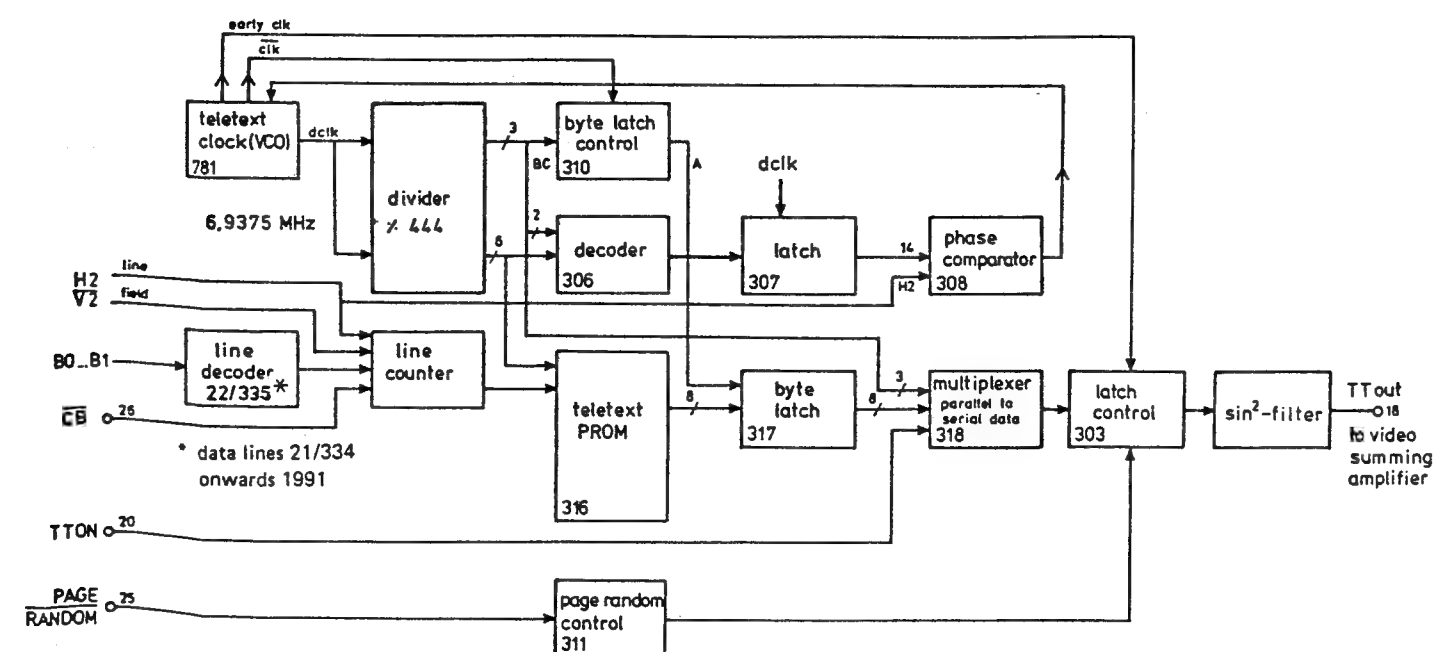 early clk
clk
teletext
clock(VCO)
781
dclk
6,9375 MHz
divider
٪ 444
3
BC
2
6
byte latch
control
310
A
decoder
306
dclk
latch
307
14
H2
phase
comparator
308
H2
line
V2
field
B0...B1
line
decoder
22/335*
CB
26
* data lines 21/334
onwards 1991
line
counter
teletext
PROM
316
8
byte
latch
317
8
3
multiplexer
parallel to
serial data
318
latch
control
303
sin²-filter
TTout
18
to video
summing
amplifier
TTON
20
PAGE
RANDOM
25
page random
control
311